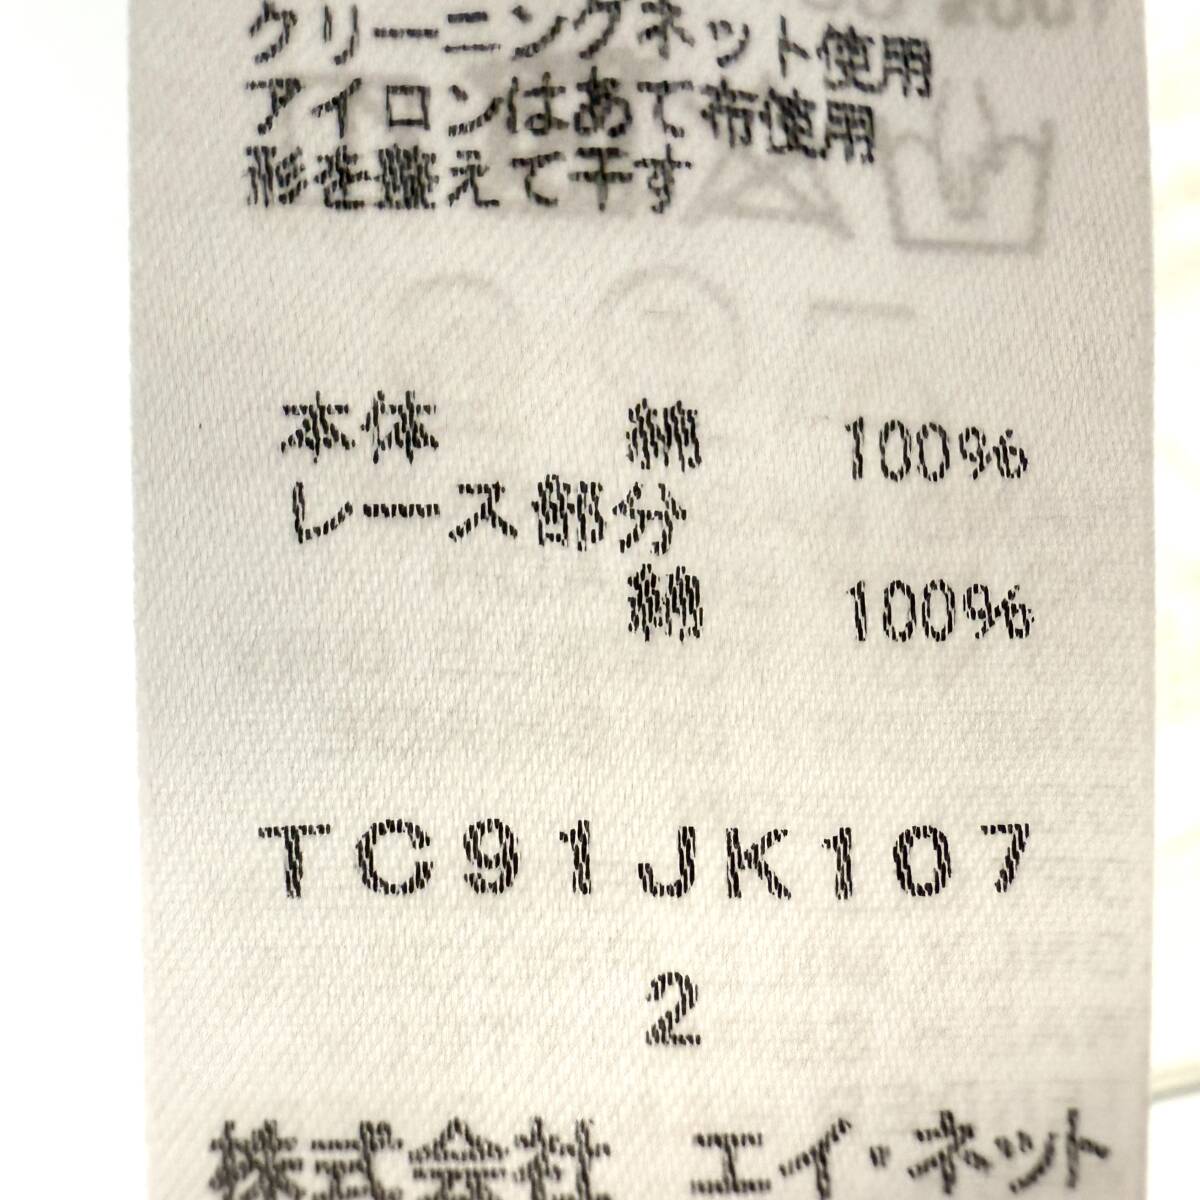 クリーニングネット使用
アイロンはあて布使用
形を整えて干す
本体 綿 100%
レース部分
綿 100%
TC91JK107
2
株式会社 エイ・ネット